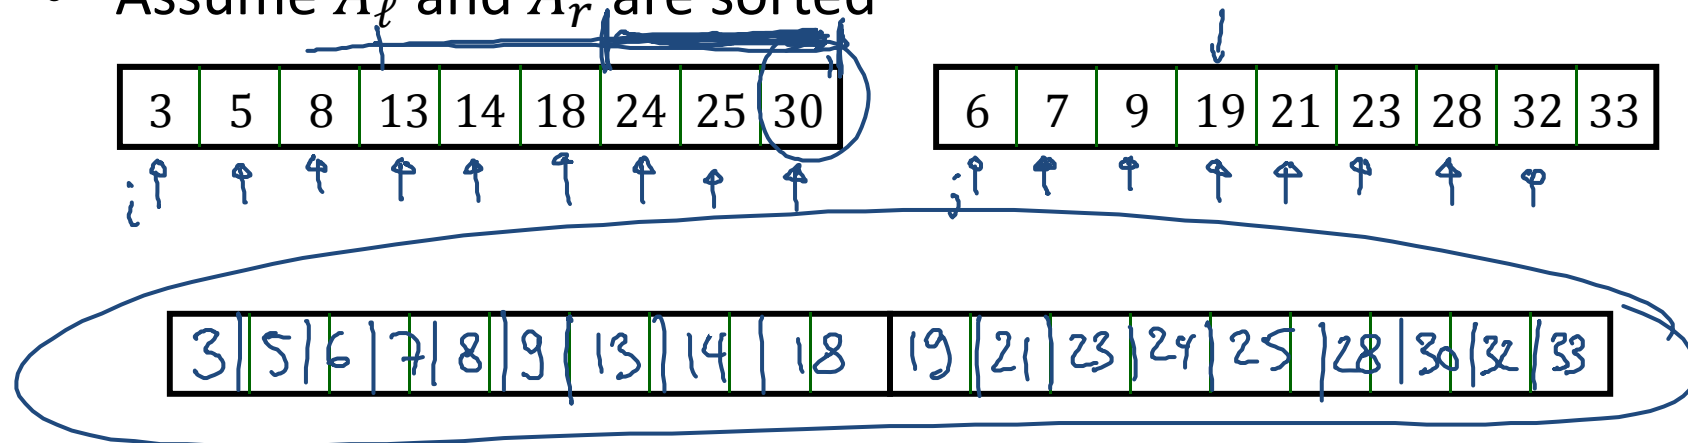 • Assume Aℓ and Ar are sorted
3 5 8 13 14 18 24 25 30 6 7 9 19 21 23 28 32 33
i j
3 5 6 7 8 9 13 14 18 19 21 23 24 25 28 30 32 33